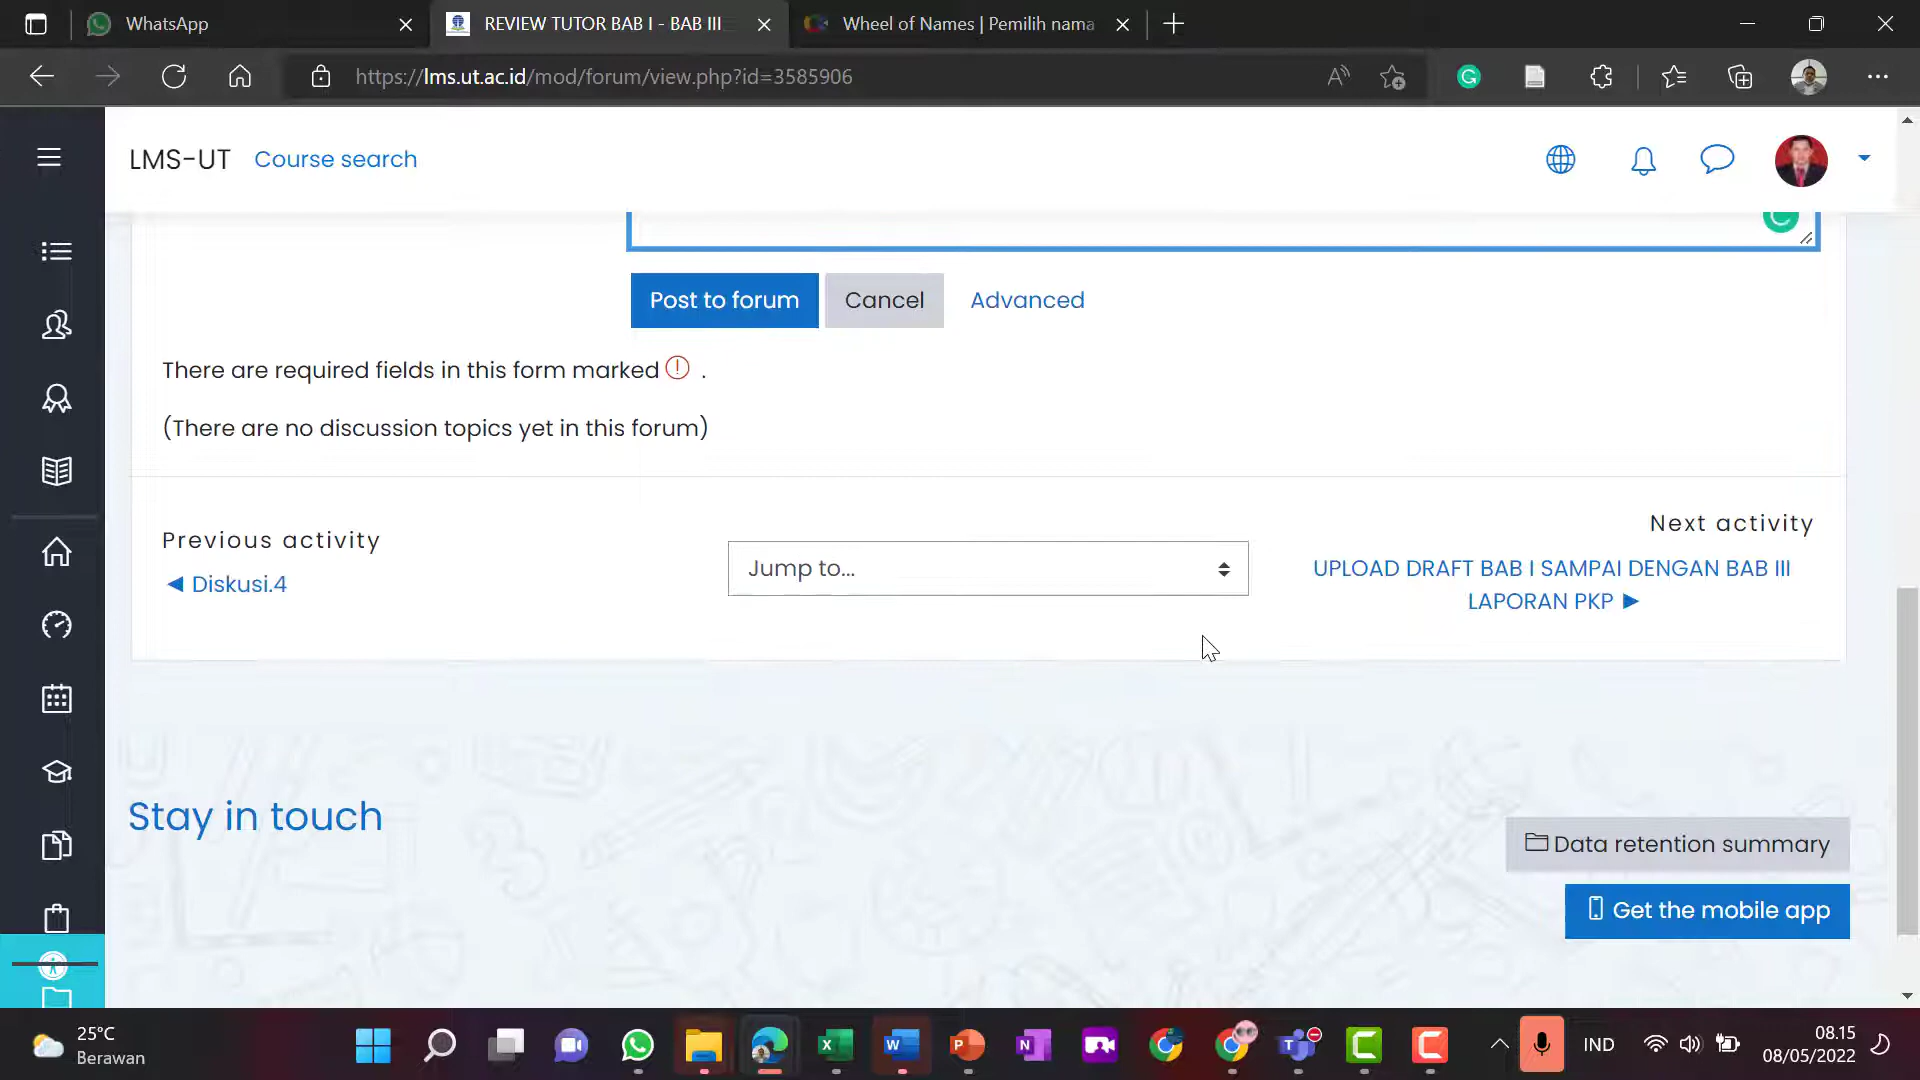 WhatsApp
REVIEW TUTOR BAB I - BAB III
Wheel of Names | Pemilih nama
https://lms.ut.ac.id/mod/forum/view.php?id=3585906
LMS-UT
Course search
Post to forum
Cancel
Advanced
There are required fields in this form marked .
(There are no discussion topics yet in this forum)
Previous activity
◄ Diskusi.4
Jump to...
Next activity
UPLOAD DRAFT BAB I SAMPAI DENGAN BAB III
LAPORAN PKP ►
Stay in touch
Data retention summary
Get the mobile app
25°C
Berawan
IND
08.15
08/05/2022